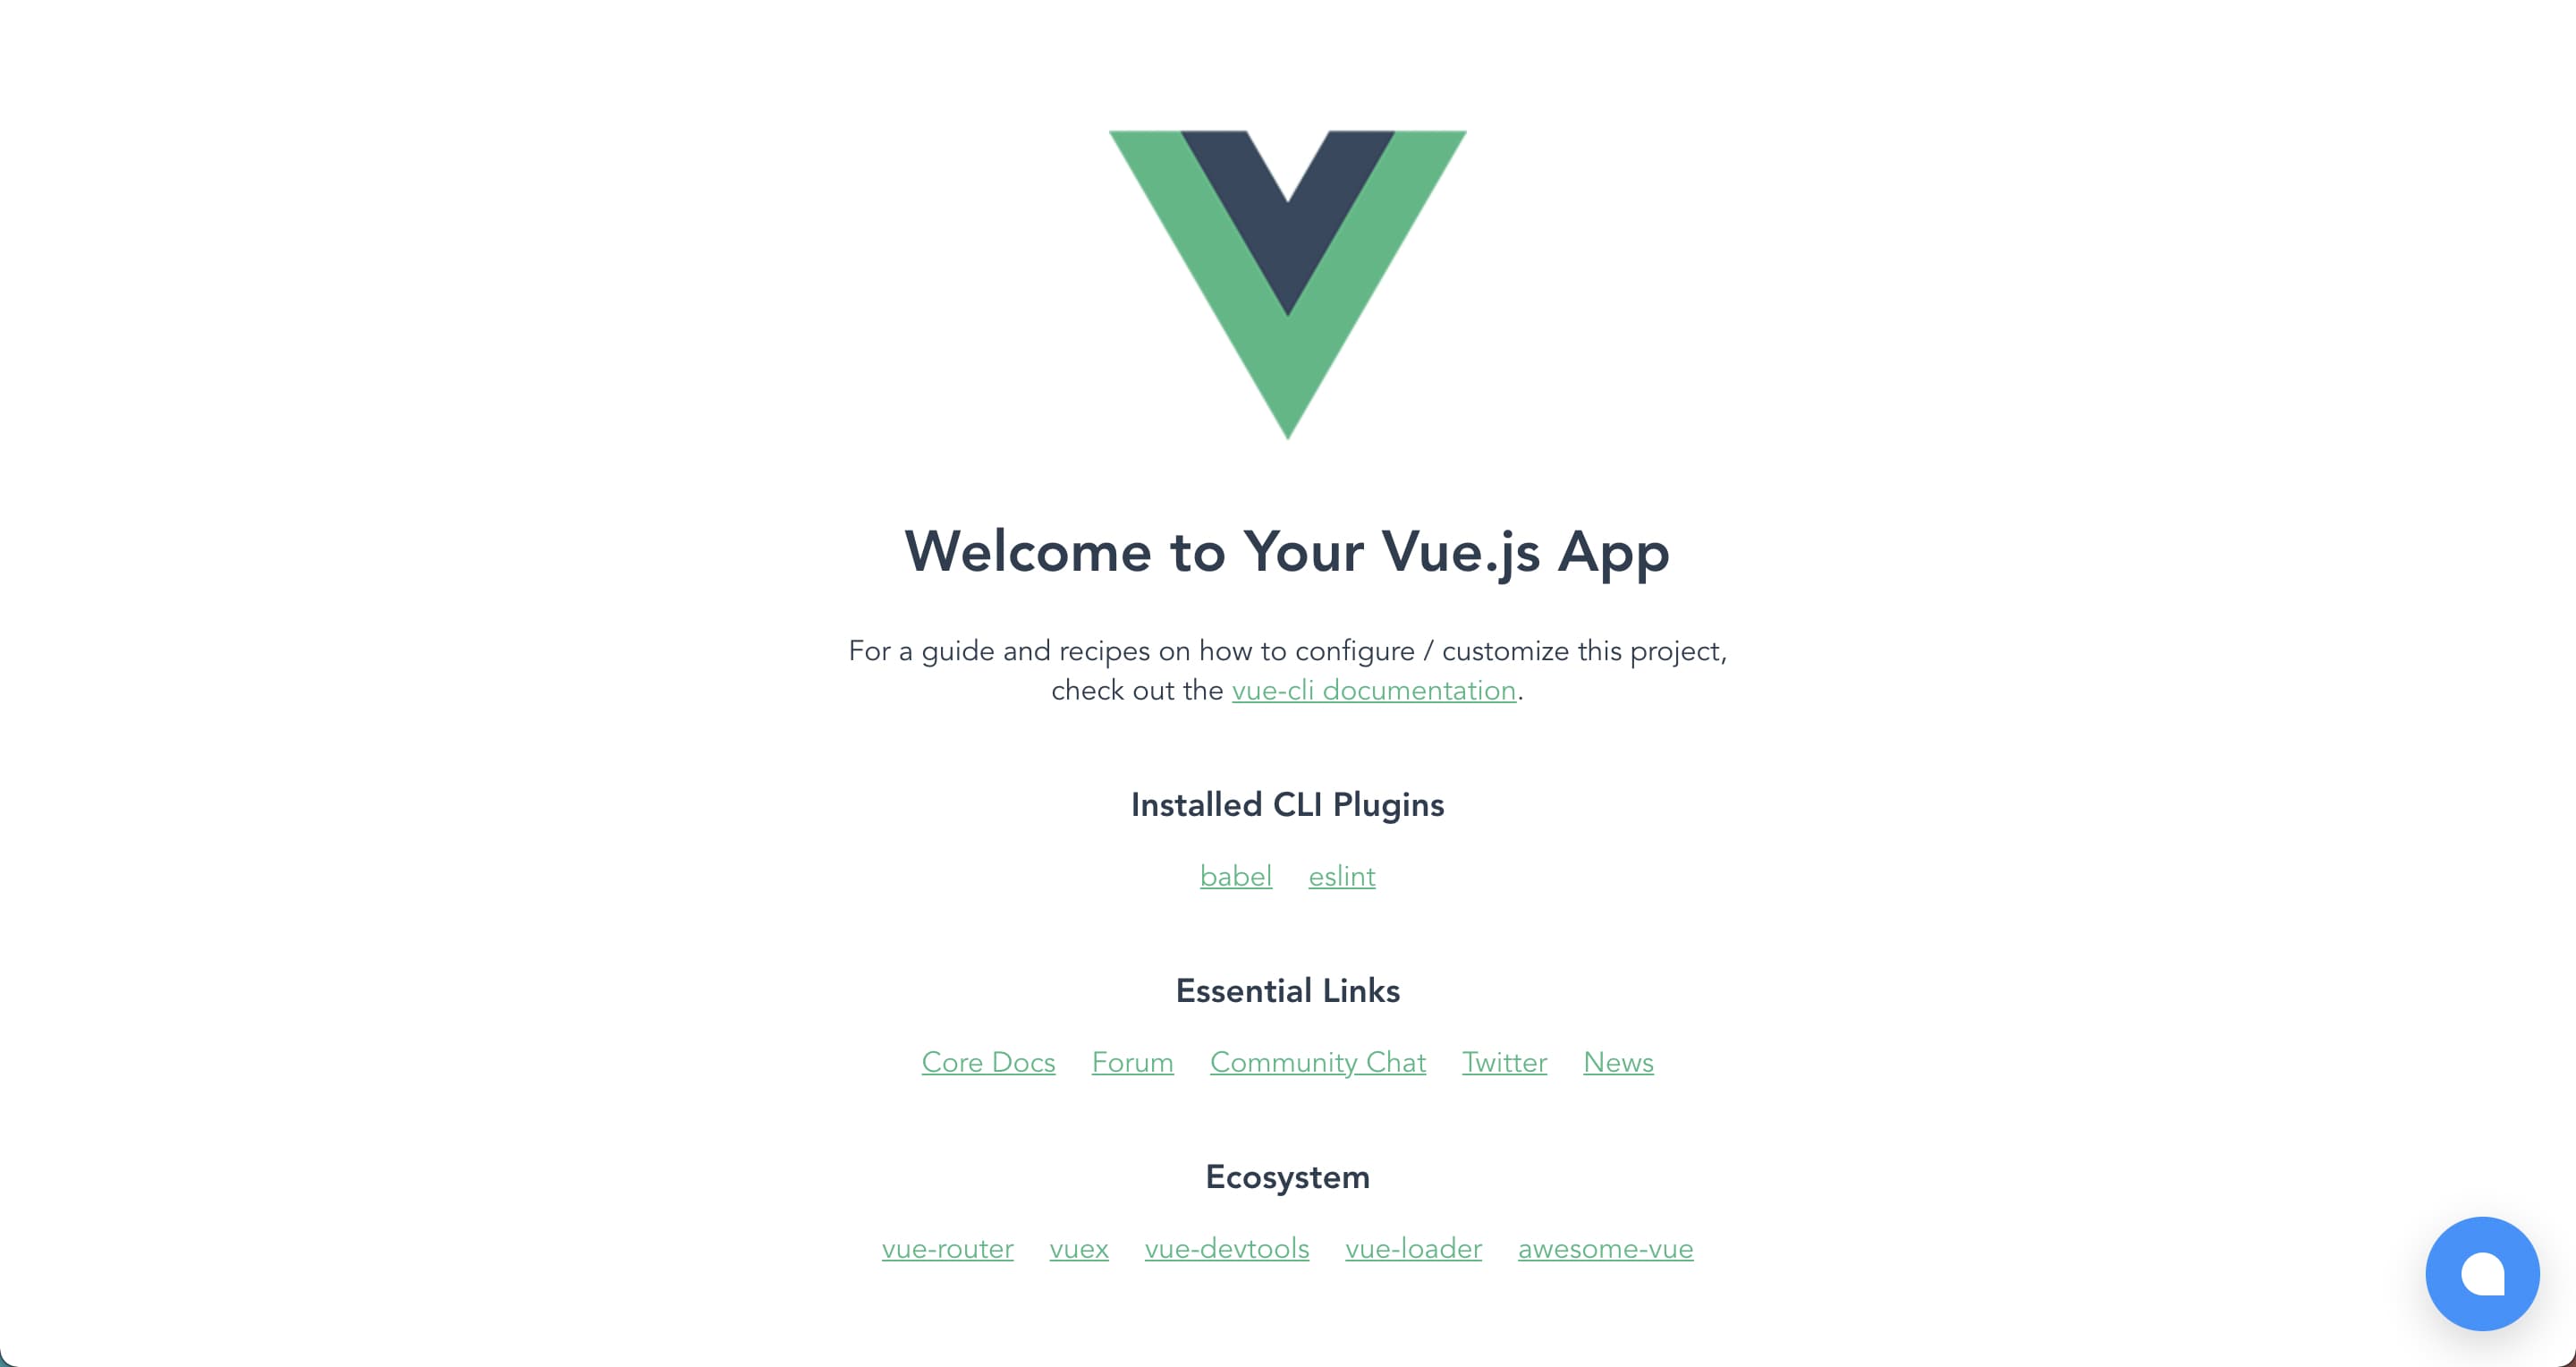 Welcome to Your Vue.js App
For a guide and recipes on how to configure / customize this project,
check out the vue-cli documentation.
Installed CLI Plugins
babel eslint
Essential Links
Core Docs Forum Community Chat Twitter News
Ecosystem
vue-router vuex vue-devtools vue-loader awesome-vue